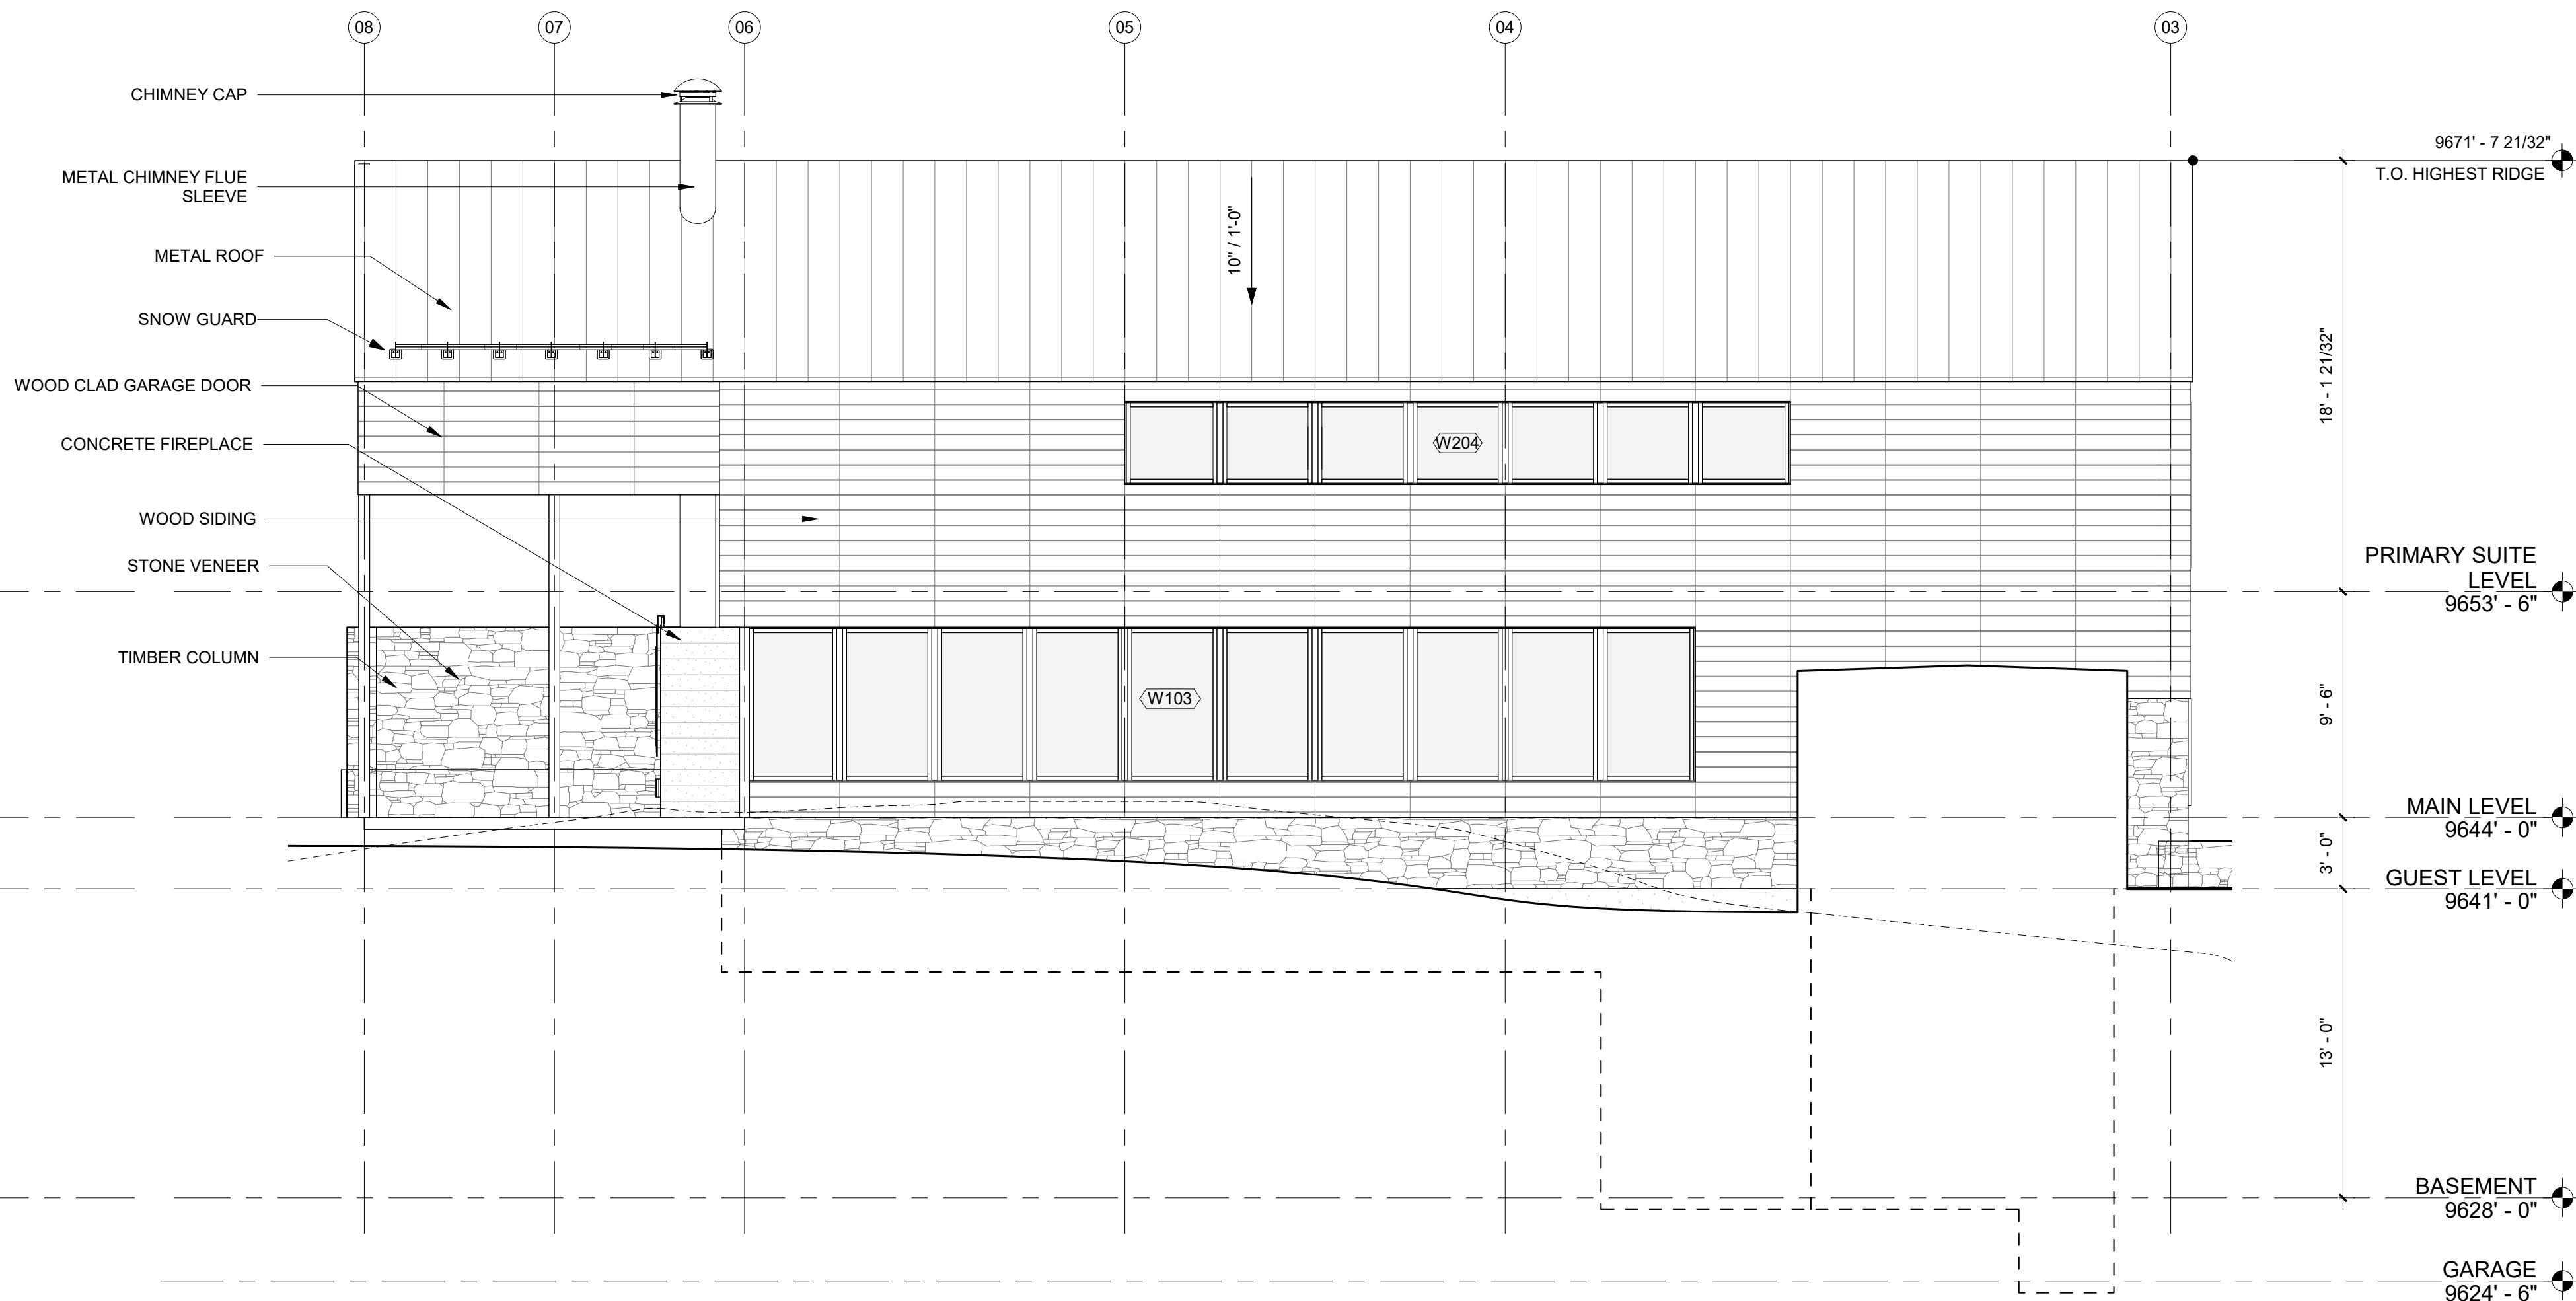 08
07
06
05
04
03
CHIMNEY CAP
METAL CHIMNEY FLUE
SLEEVE
METAL ROOF
SNOW GUARD
WOOD CLAD GARAGE DOOR
CONCRETE FIREPLACE
WOOD SIDING
STONE VENEER
TIMBER COLUMN
10" / 1'-0"
W204
W103
9671' - 7 21/32"
T.O. HIGHEST RIDGE
18' - 1 21/32"
PRIMARY SUITE
LEVEL
9653' - 6"
9' - 6"
MAIN LEVEL
9644' - 0"
3' - 0"
GUEST LEVEL
9641' - 0"
13' - 0"
BASEMENT
9628' - 0"
GARAGE
9624' - 6"